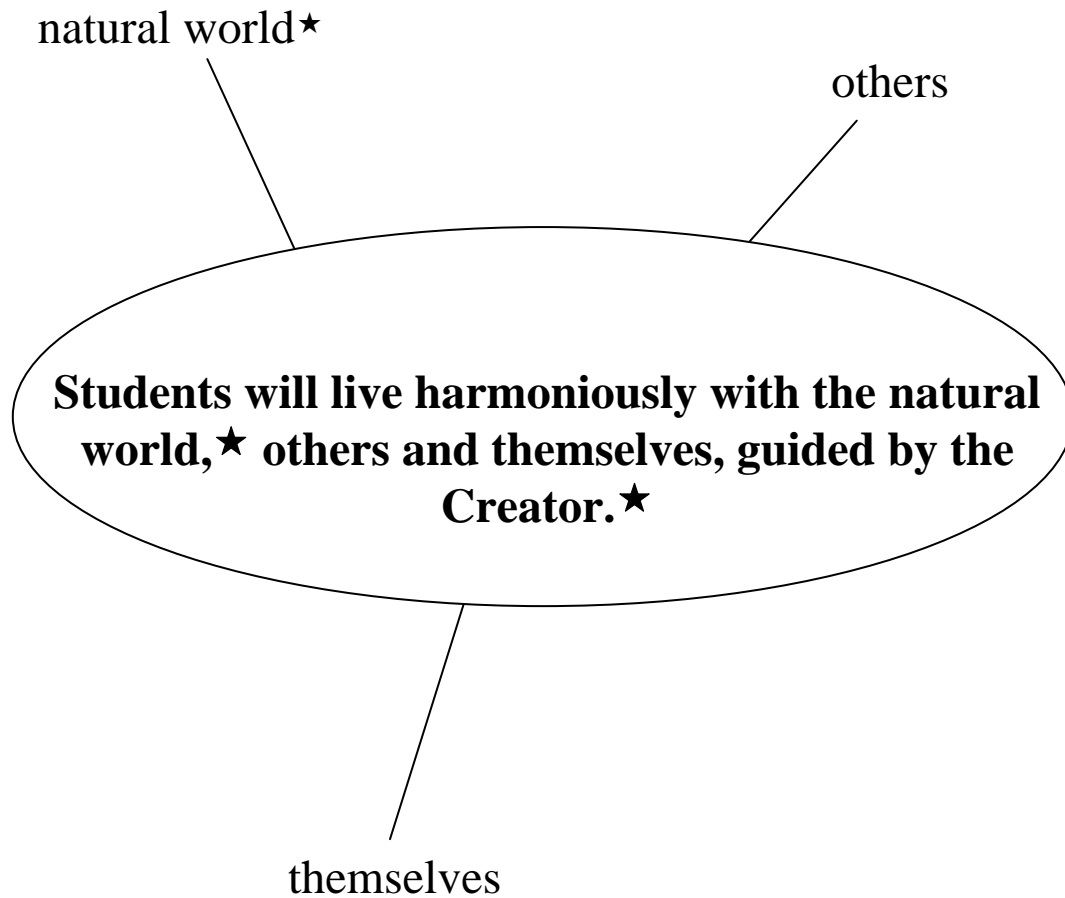 natural world★
others
Students will live harmoniously with the natural
world,★ others and themselves, guided by the
Creator.★
themselves